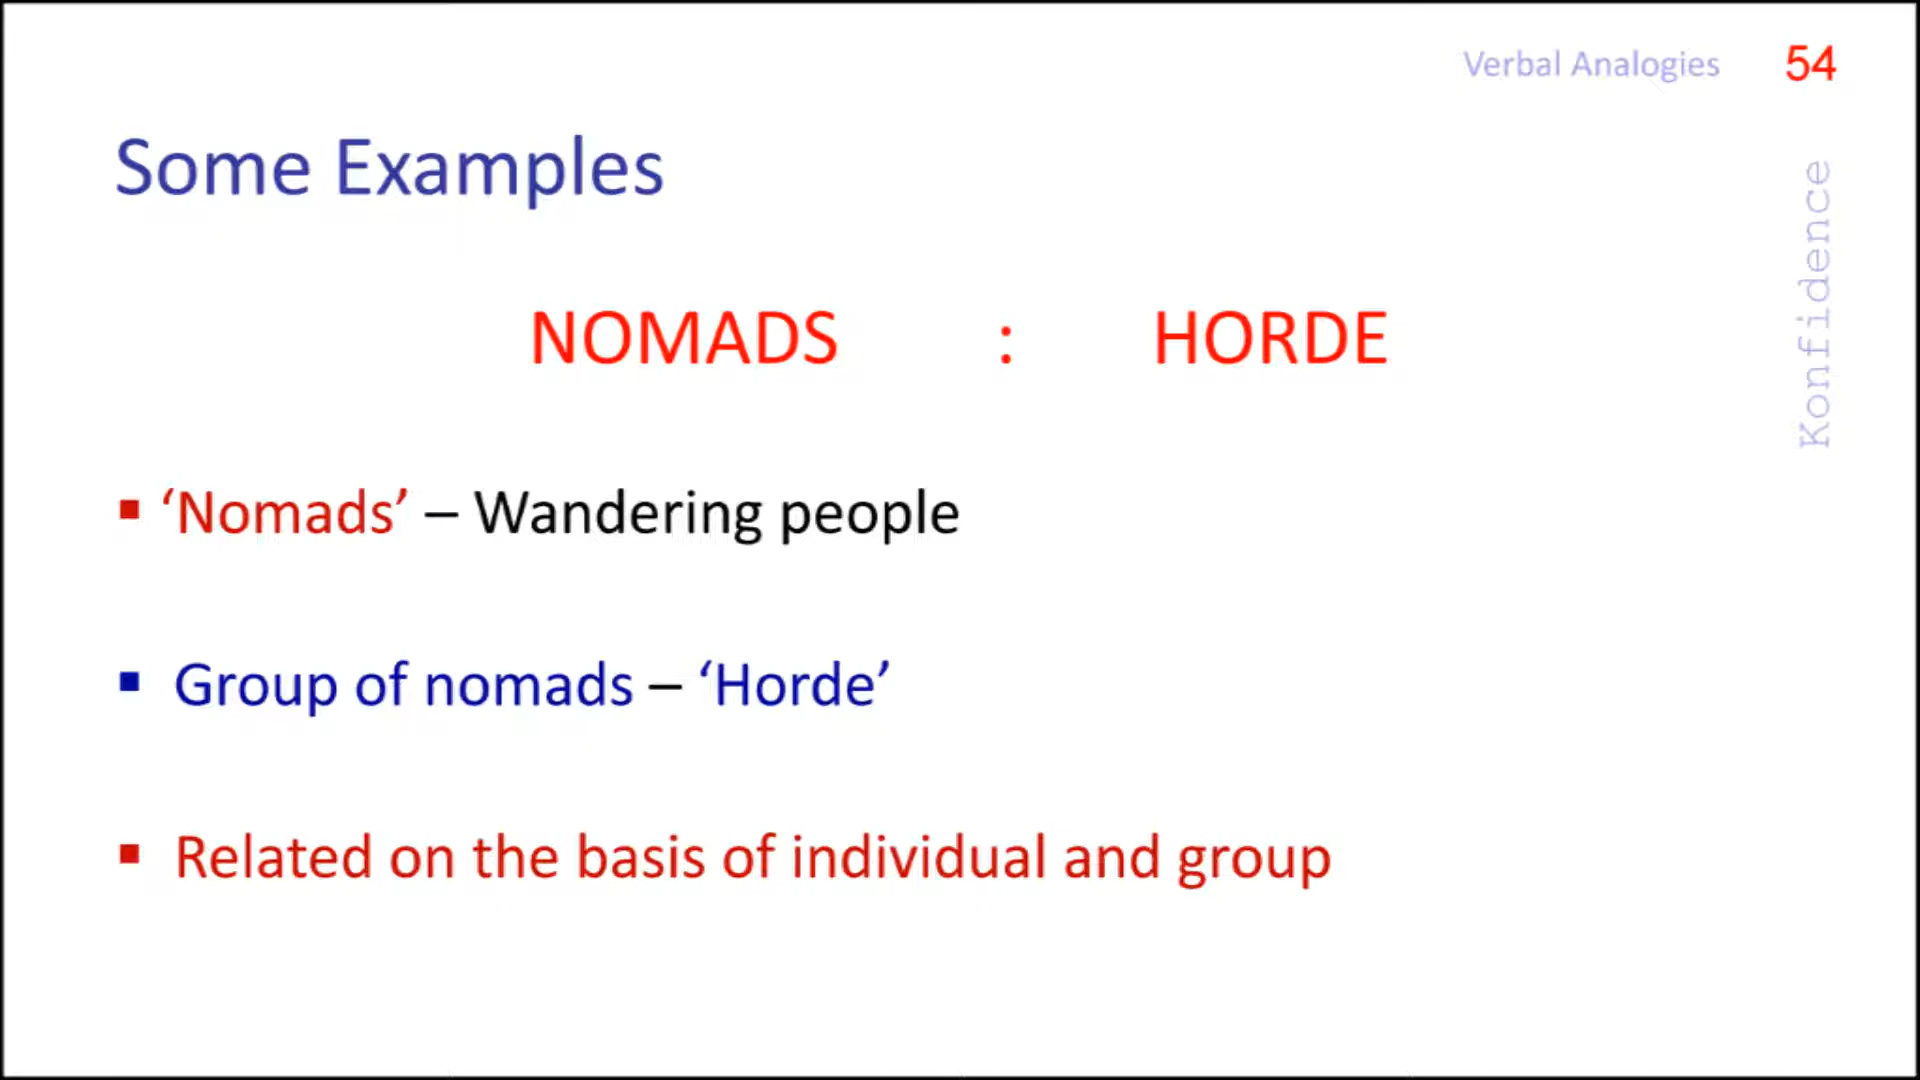 Verbal Analogies 54
Some Examples
Konfidence
NOMADS : HORDE
▪ ‘Nomads’ – Wandering people
▪ Group of nomads – ‘Horde’
▪ Related on the basis of individual and group